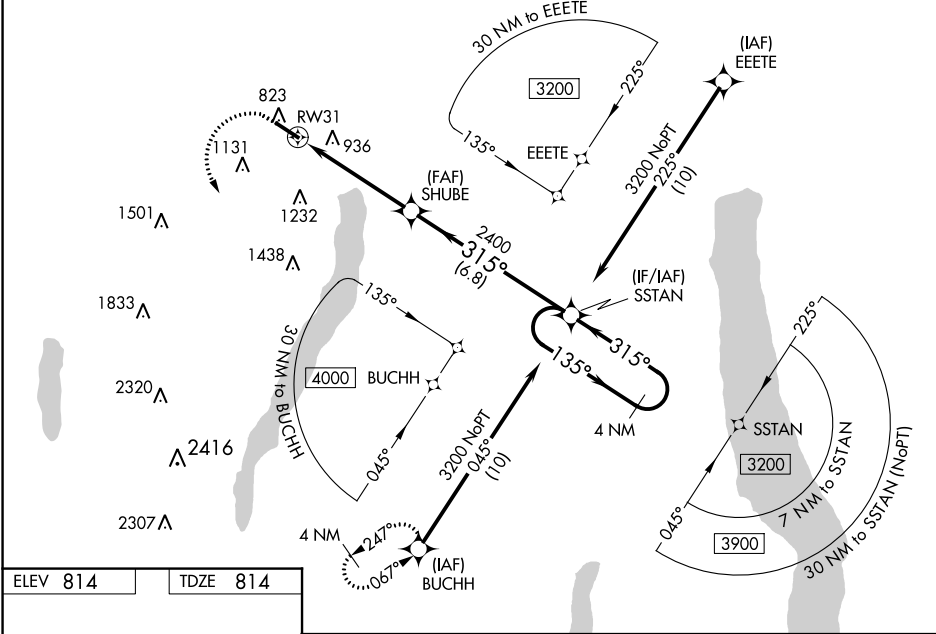 30 NM to EEETE
3200
225°
135°
EEETE
(IAF)
EEETE
3200 NoPT
225°
(10)
823
RW31
936
1131
1232
1501
1438
1833
2320
2416
2307
(FAF)
SHUBE
2400
315°
(6.8)
(IF/IAF)
SSTAN
135°
315°
4 NM
135°
4000
BUCHH
045°
30 NM to BUCHH
3200 NoPT
045°
(10)
4 NM
247°
067°
(IAF)
BUCHH
225°
SSTAN
3200
045°
7 NM to SSTAN
3900
30 NM to SSTAN (NoPT)
ELEV 814
TDZE 814